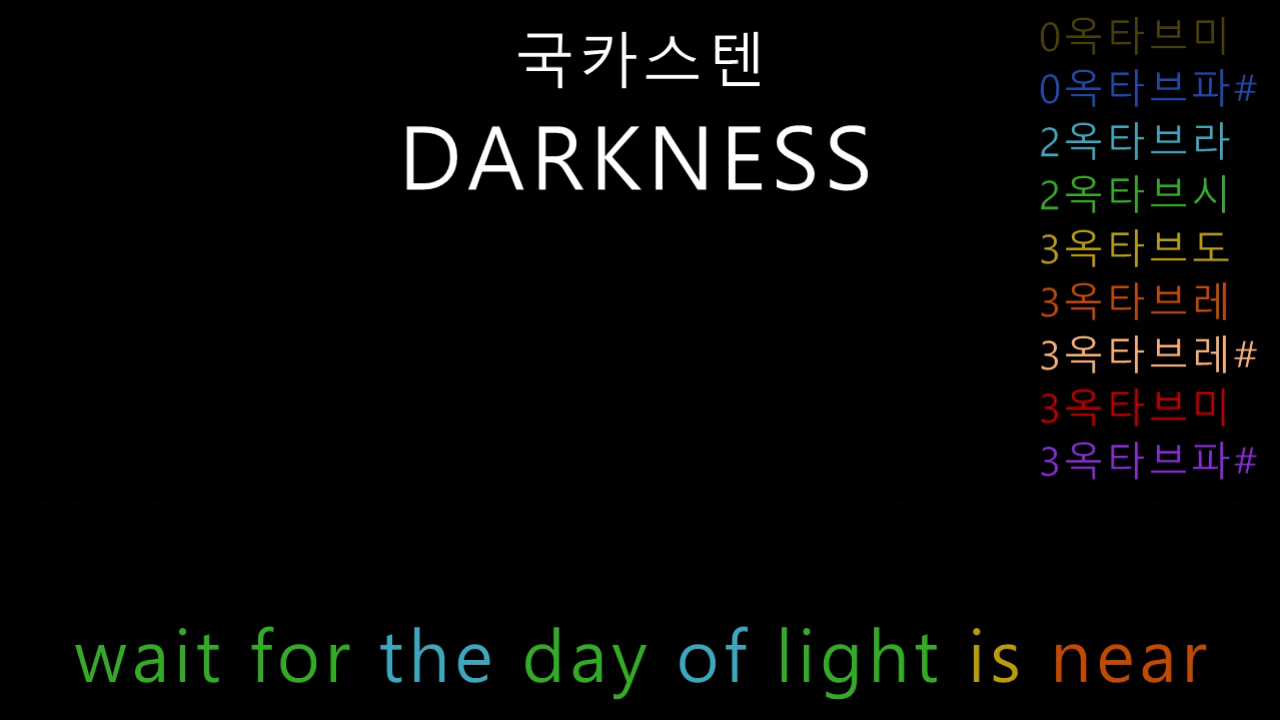 국카스텐
DARKNESS
0옥타브미
0옥타브파#
2옥타브라
2옥타브시
3옥타브도
3옥타브레
3옥타브레#
3옥타브미
3옥타브파#
wait for the day of light is near